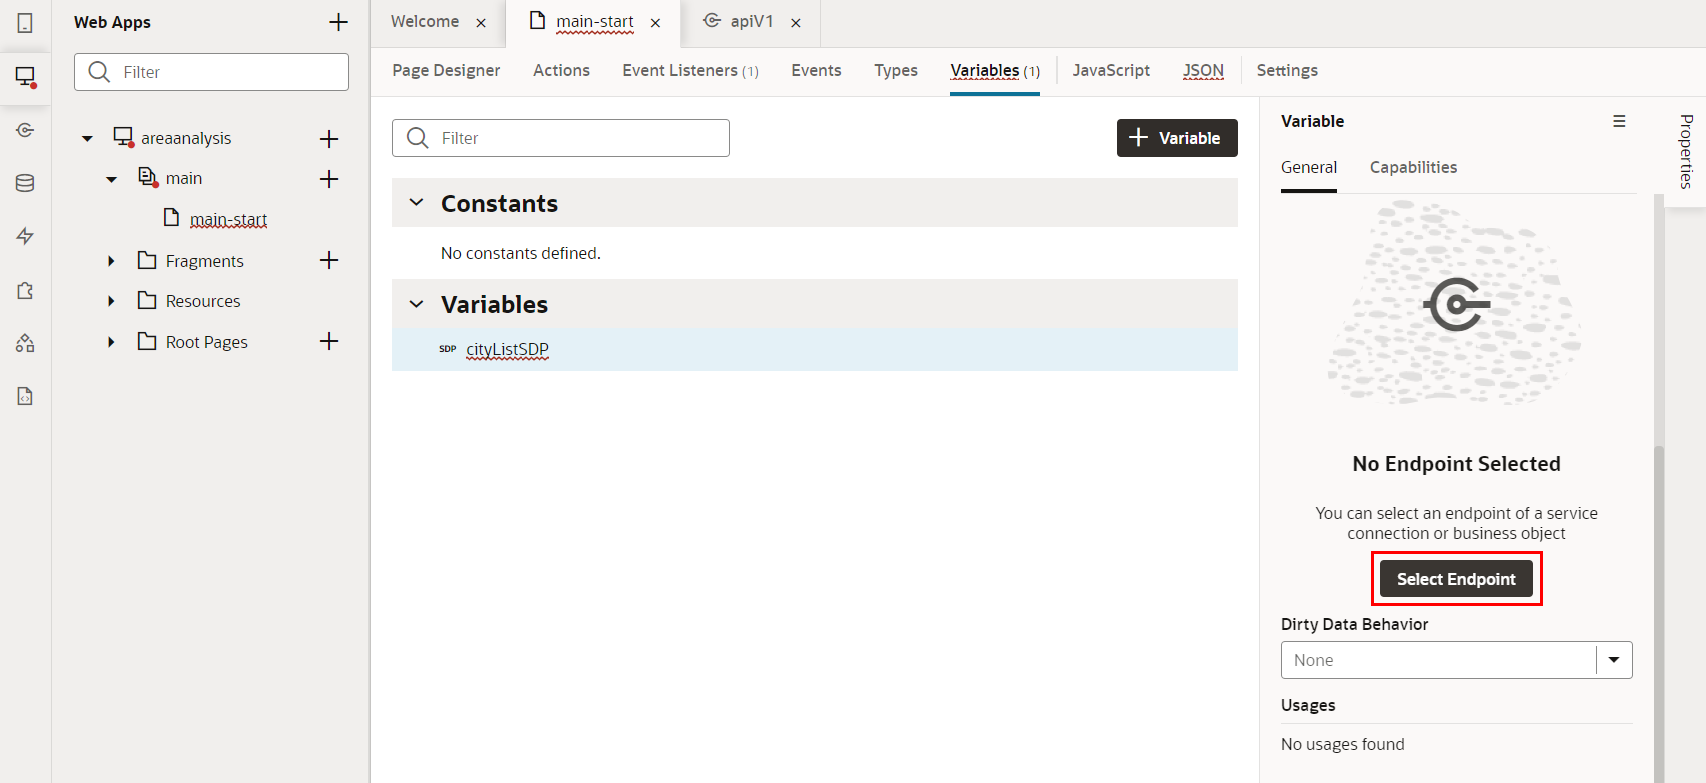 Web Apps
Filter
areaanalysis
main
main-start
Fragments
Resources
Root Pages
Welcome
main-start
apiV1
Page Designer
Actions
Event Listeners (1)
Events
Types
Variables (1)
JavaScript
JSON
Settings
Filter
Variable
Constants
No constants defined.
Variables
SDP cityListSDP
Variable
General
Capabilities
No Endpoint Selected
You can select an endpoint of a service
connection or business object
Select Endpoint
Dirty Data Behavior
None
Usages
No usages found
Properties